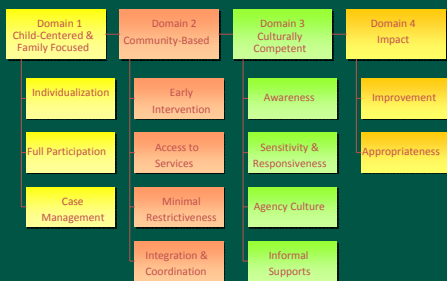 Domain 1
Child-Centered &
Family Focused
Domain 2
Community-Based
Domain 3
Culturally
Competent
Domain 4
Impact
Individualization
Full Participation
Case
Management
Early
Intervention
Access to
Services
Minimal
Restrictiveness
Integration &
Coordination
Awareness
Sensitivity &
Responsiveness
Agency Culture
Informal
Supports
Improvement
Appropriateness